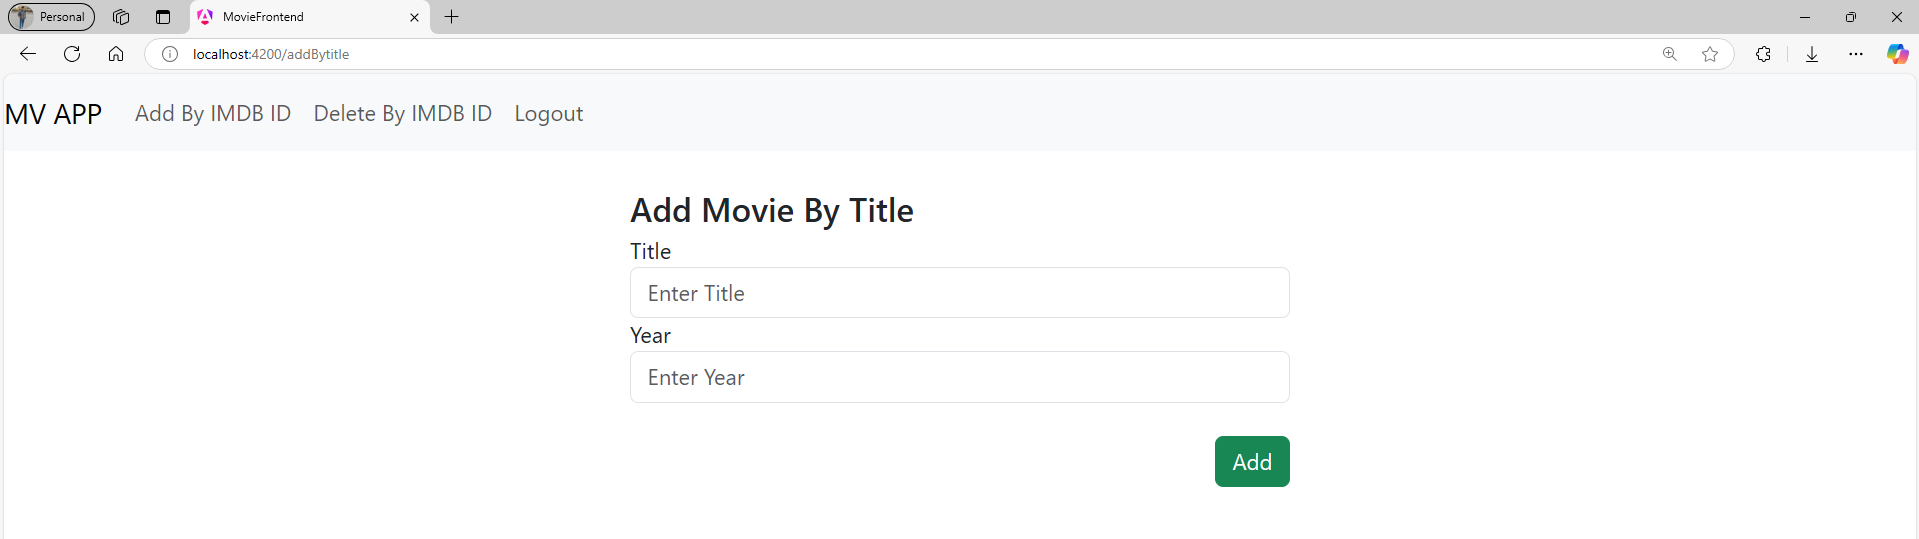 Personal
MovieFrontend
localhost:4200/addBytitle
MV APP Add By IMDB ID Delete By IMDB ID Logout
Add Movie By Title
Title
Enter Title
Year
Enter Year
Add